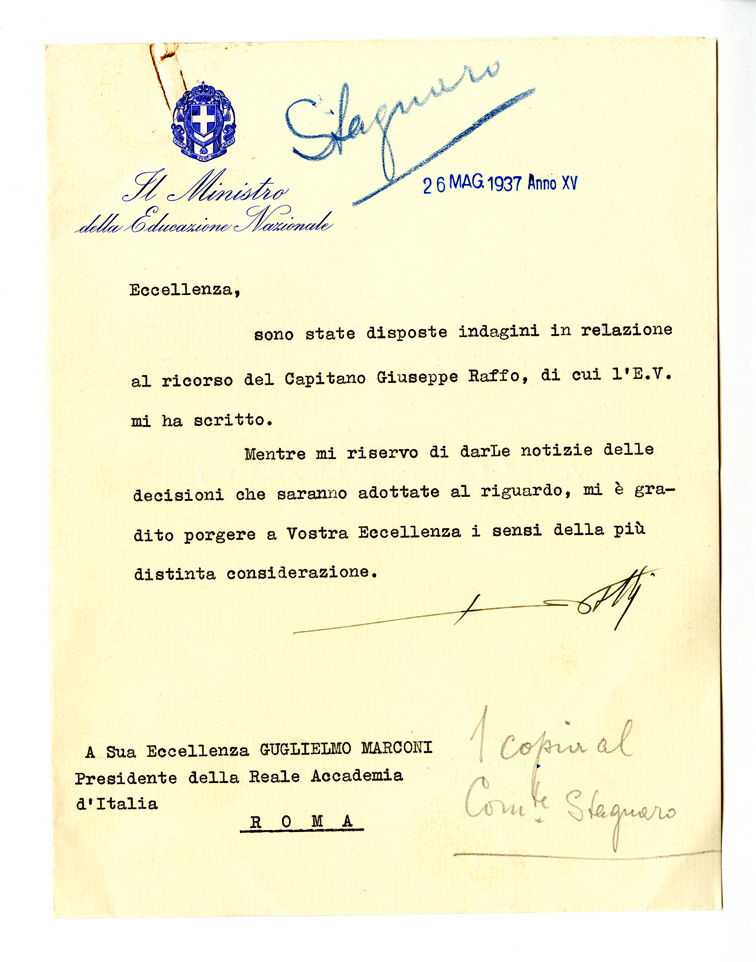 Stagnaro
Il Ministro
della Educazione Nazionale
26 MAG. 1937 Anno XV
Eccellenza,
sono state disposte indagini in relazione
al ricorso del Capitano Giuseppe Raffo, di cui l'E.V.
mi ha scritto.
Mentre mi riservo di darLe notizie delle
decisioni che saranno adottate al riguardo, mi è gra-
dito porgere a Vostra Eccellenza i sensi della più
distinta considerazione.
A Sua Eccellenza GUGLIELMO MARCONI
Presidente della Reale Accademia
d'Italia
R O M A
1 copia al
Com.te Stagnaro